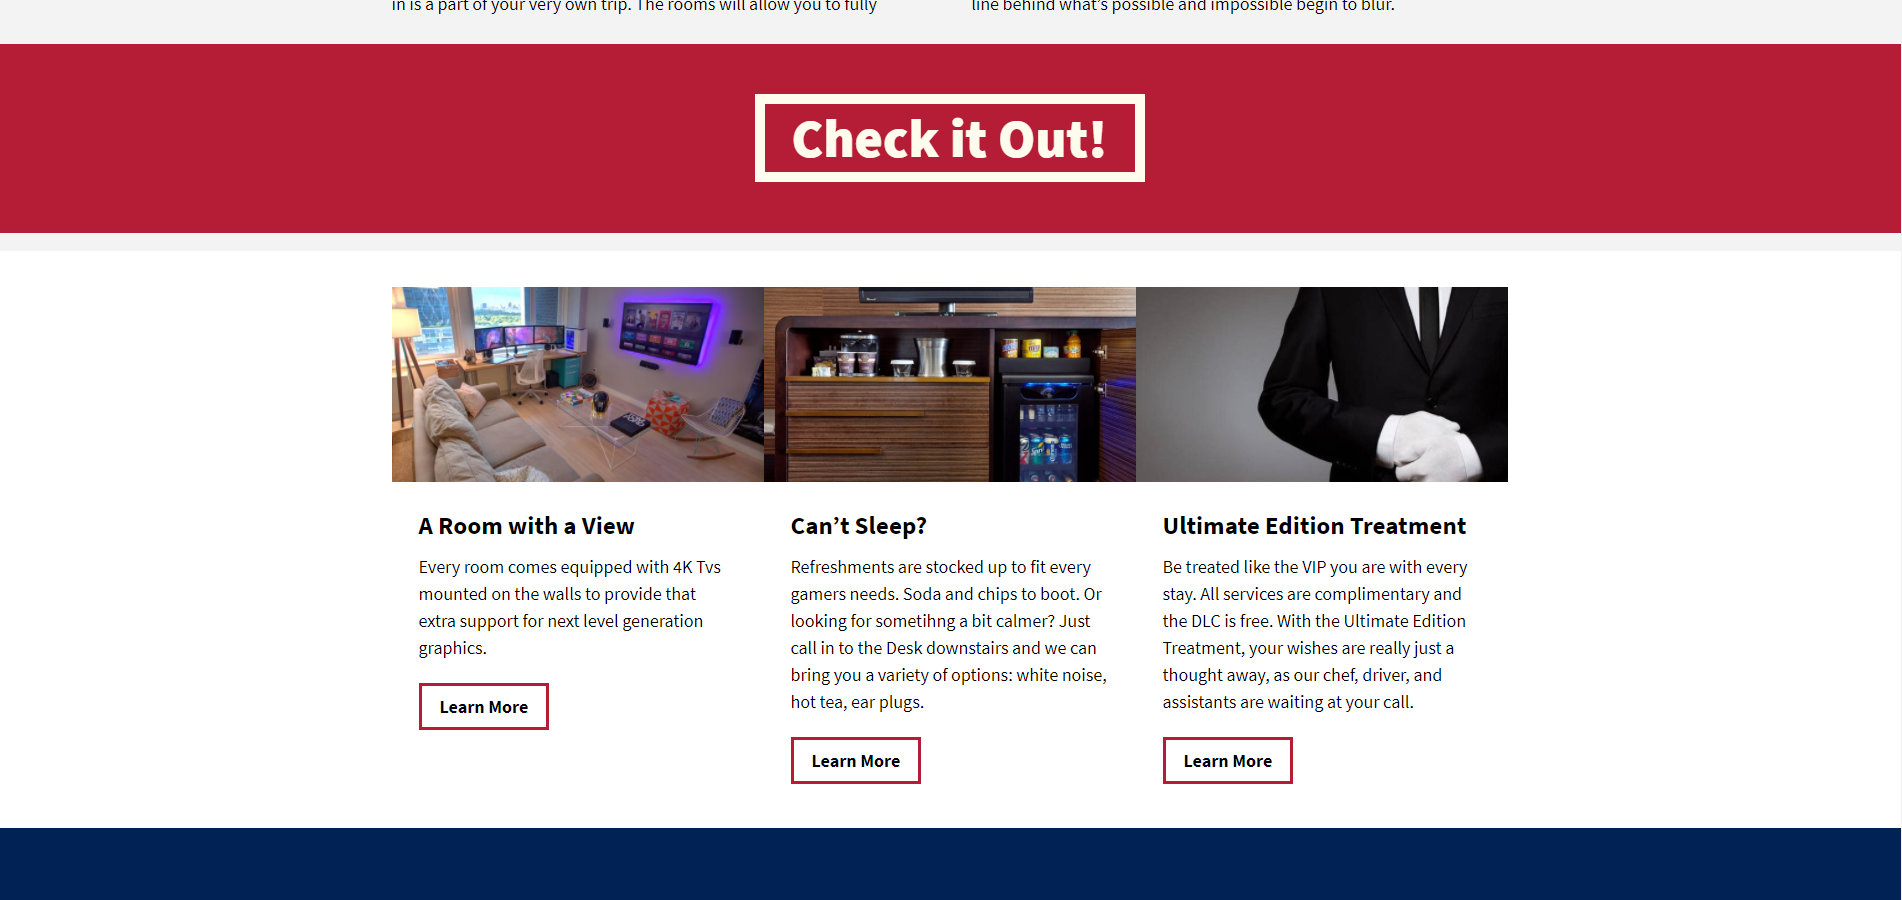 in is a part of your very own trip. The rooms will allow you to fully
line behind what's possible and impossible begin to blur.
Check it Out!
A Room with a View
Every room comes equipped with 4K Tvs
mounted on the walls to provide that
extra support for next level generation
graphics.
Learn More
Can’t Sleep?
Refreshments are stocked up to fit every
gamers needs. Soda and chips to boot. Or
looking for sometihng a bit calmer? Just
call in to the Desk downstairs and we can
bring you a variety of options: white noise,
hot tea, ear plugs.
Learn More
Ultimate Edition Treatment
Be treated like the VIP you are with every
stay. All services are complimentary and
the DLC is free. With the Ultimate Edition
Treatment, your wishes are really just a
thought away, as our chef, driver, and
assistants are waiting at your call.
Learn More